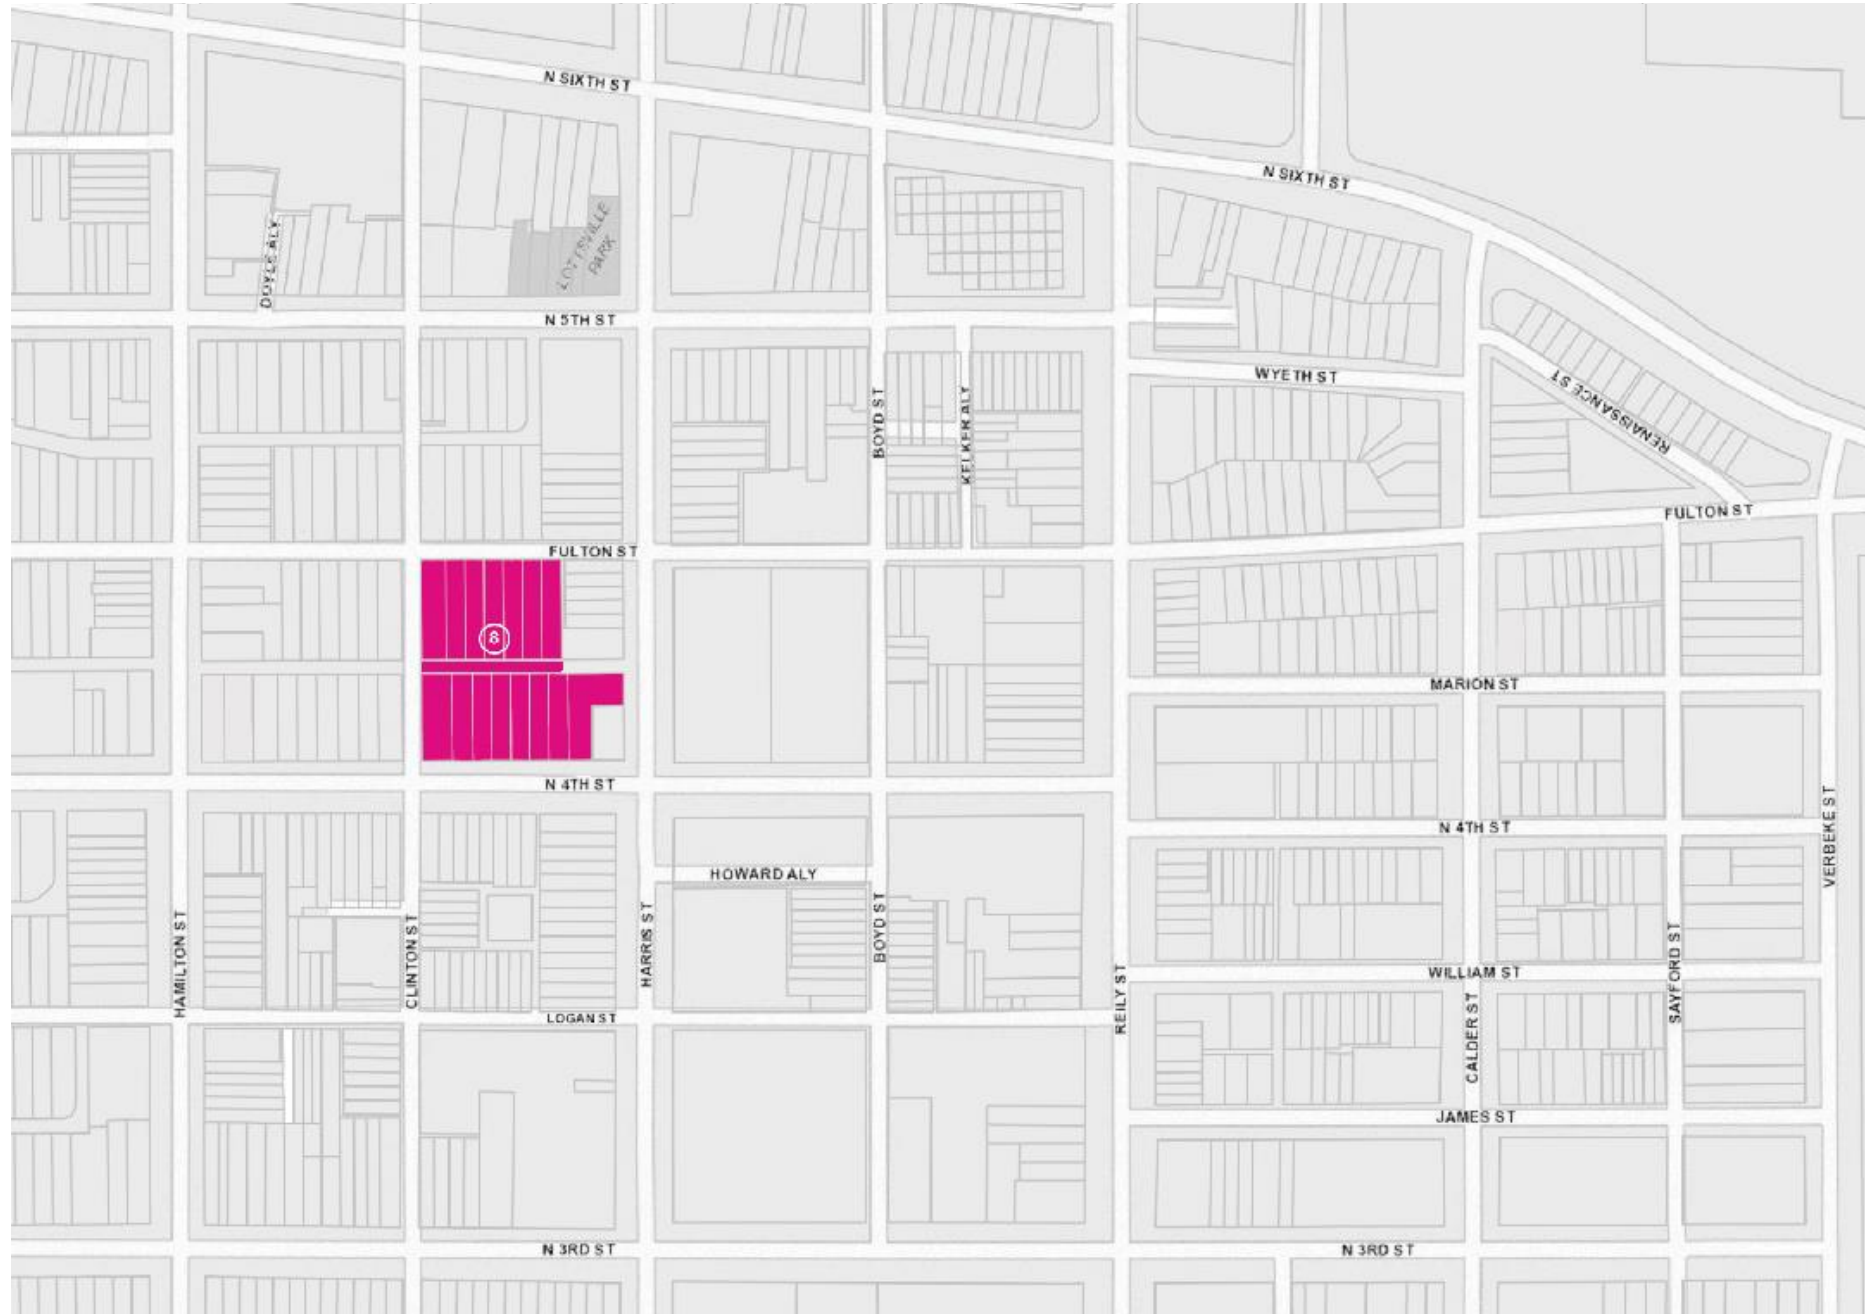 N SIXTH ST
N SIXTH ST
LOTTSVILLE
PARK
DOYLE ALY
N 5TH ST
WYETH ST
RENAISSANCE ST
BOYD ST
KELKER ALY
FULTON ST
FULTON ST
8
MARION ST
N 4TH ST
N 4TH ST
VERBEKE ST
HOWARD ALY
HAMILTON ST
CLINTON ST
HARRIS ST
BOYD ST
REILY ST
WILLIAM ST
CALDER ST
SAYFORD ST
LOGAN ST
JAMES ST
N 3RD ST
N 3RD ST